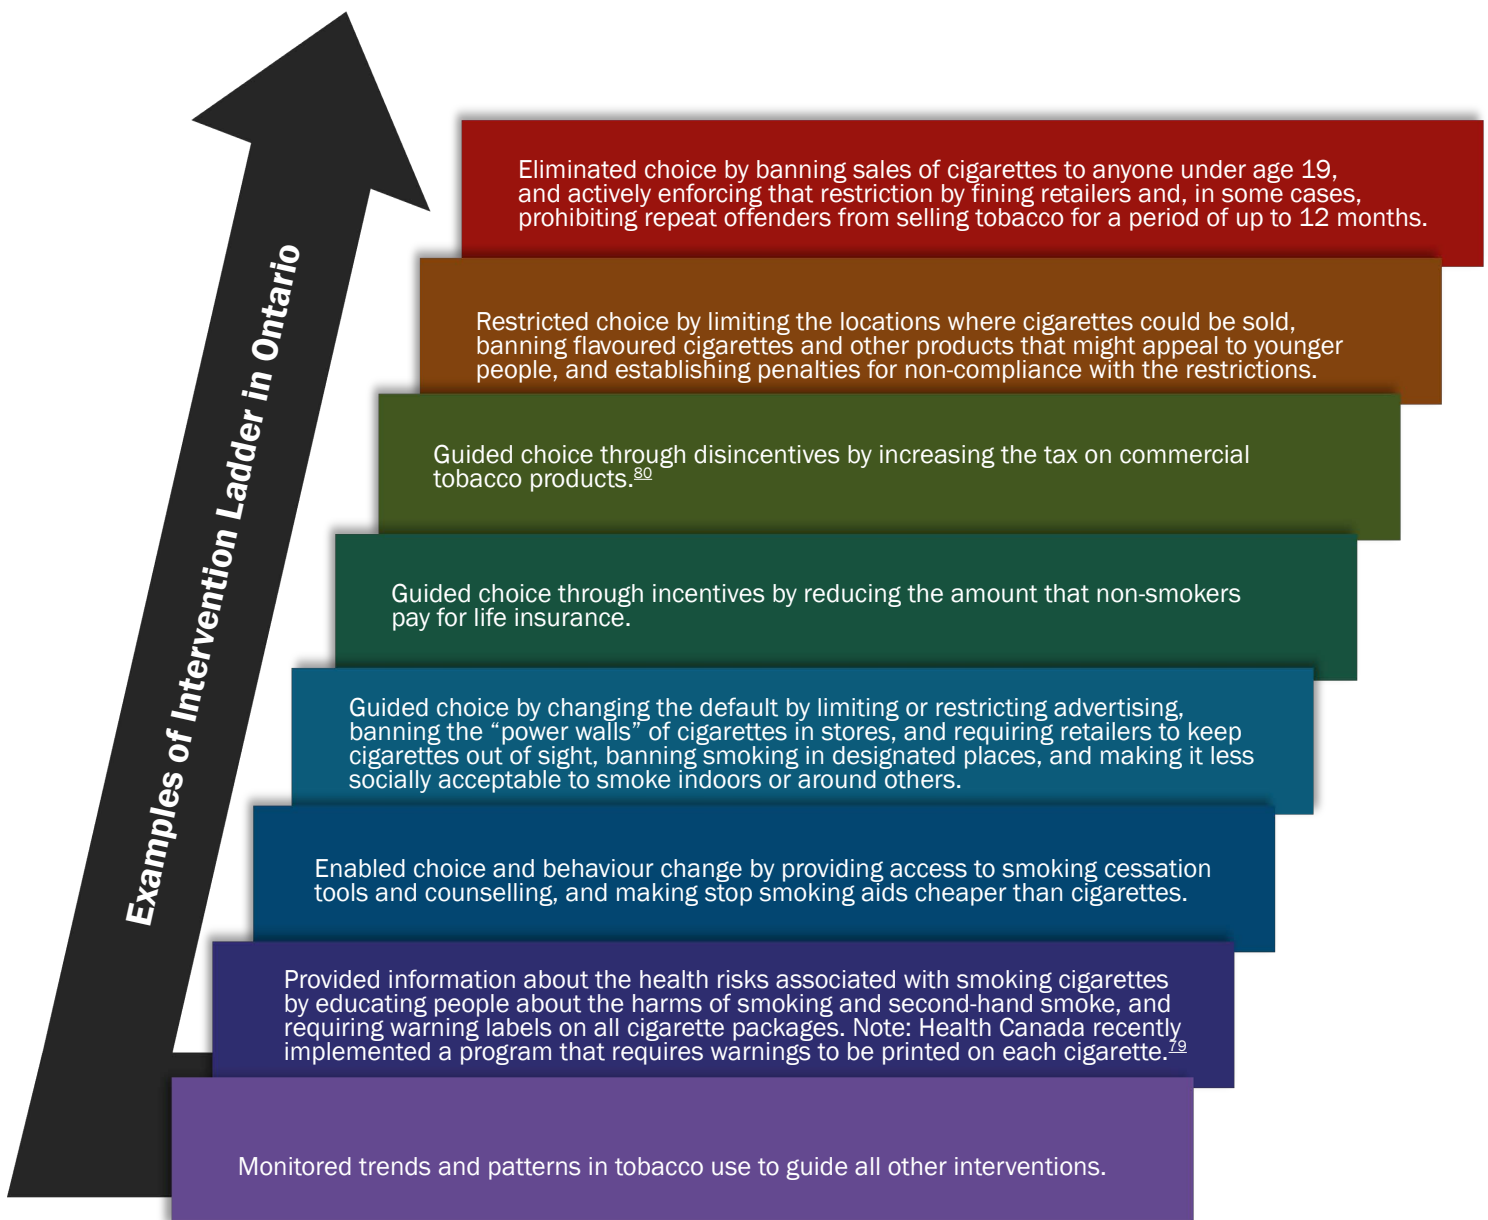 Examples of Intervention Ladder in Ontario
Eliminated choice by banning sales of cigarettes to anyone under age 19,
and actively enforcing that restriction by fining retailers and, in some cases,
prohibiting repeat offenders from selling tobacco for a period of up to 12 months.
Restricted choice by limiting the locations where cigarettes could be sold,
banning flavoured cigarettes and other products that might appeal to younger
people, and establishing penalties for non-compliance with the restrictions.
Guided choice through disincentives by increasing the tax on commercial
tobacco products.80
Guided choice through incentives by reducing the amount that non-smokers
pay for life insurance.
Guided choice by changing the default by limiting or restricting advertising,
banning the “power walls” of cigarettes in stores, and requiring retailers to keep
cigarettes out of sight, banning smoking in designated places, and making it less
socially acceptable to smoke indoors or around others.
Enabled choice and behaviour change by providing access to smoking cessation
tools and counselling, and making stop smoking aids cheaper than cigarettes.
Provided information about the health risks associated with smoking cigarettes
by educating people about the harms of smoking and second-hand smoke, and
requiring warning labels on all cigarette packages. Note: Health Canada recently
implemented a program that requires warnings to be printed on each cigarette.79
Monitored trends and patterns in tobacco use to guide all other interventions.